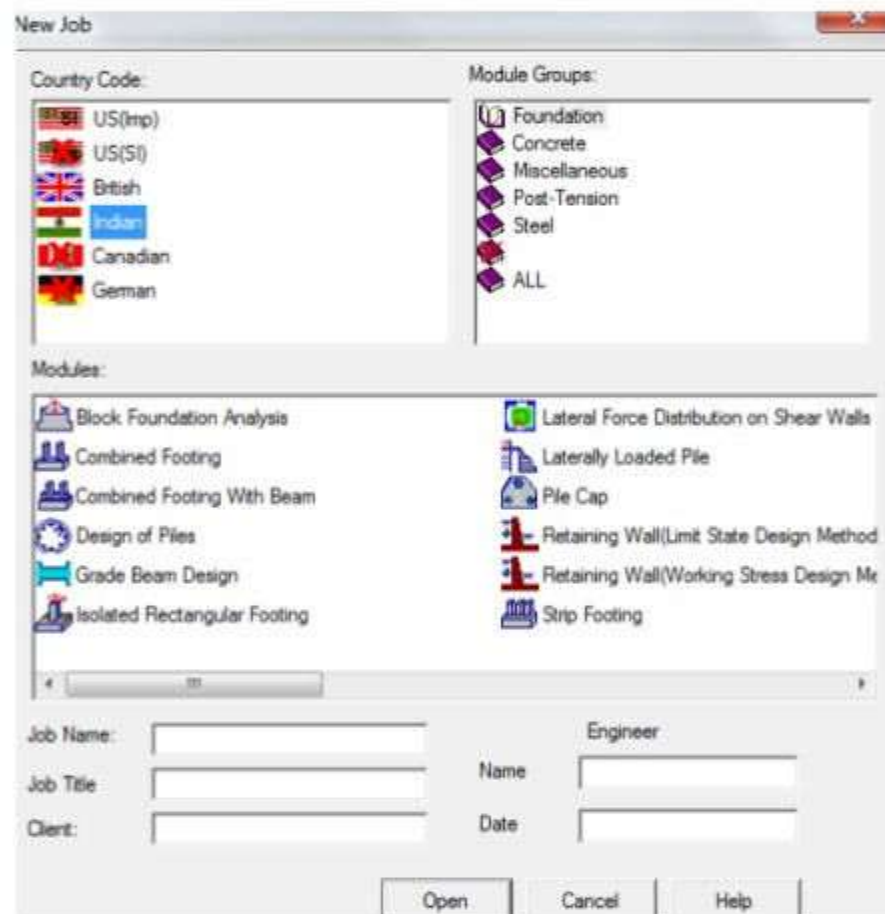 New Job
Country Code:
US(Imp)
US(SI)
British
Indian
Canadian
German
Module Groups:
Foundation
Concrete
Miscellaneous
Post-Tension
Steel
ALL
Modules:
Block Foundation Analysis
Combined Footing
Combined Footing With Beam
Design of Piles
Grade Beam Design
Isolated Rectangular Footing
Lateral Force Distribution on Shear Walls
Laterally Loaded Pile
Pile Cap
Retaining Wall(Limit State Design Method
Retaining Wall(Working Stress Design Me
Strip Footing
Job Name:
Job Title
Client:
Engineer
Name
Date
Open Cancel Help